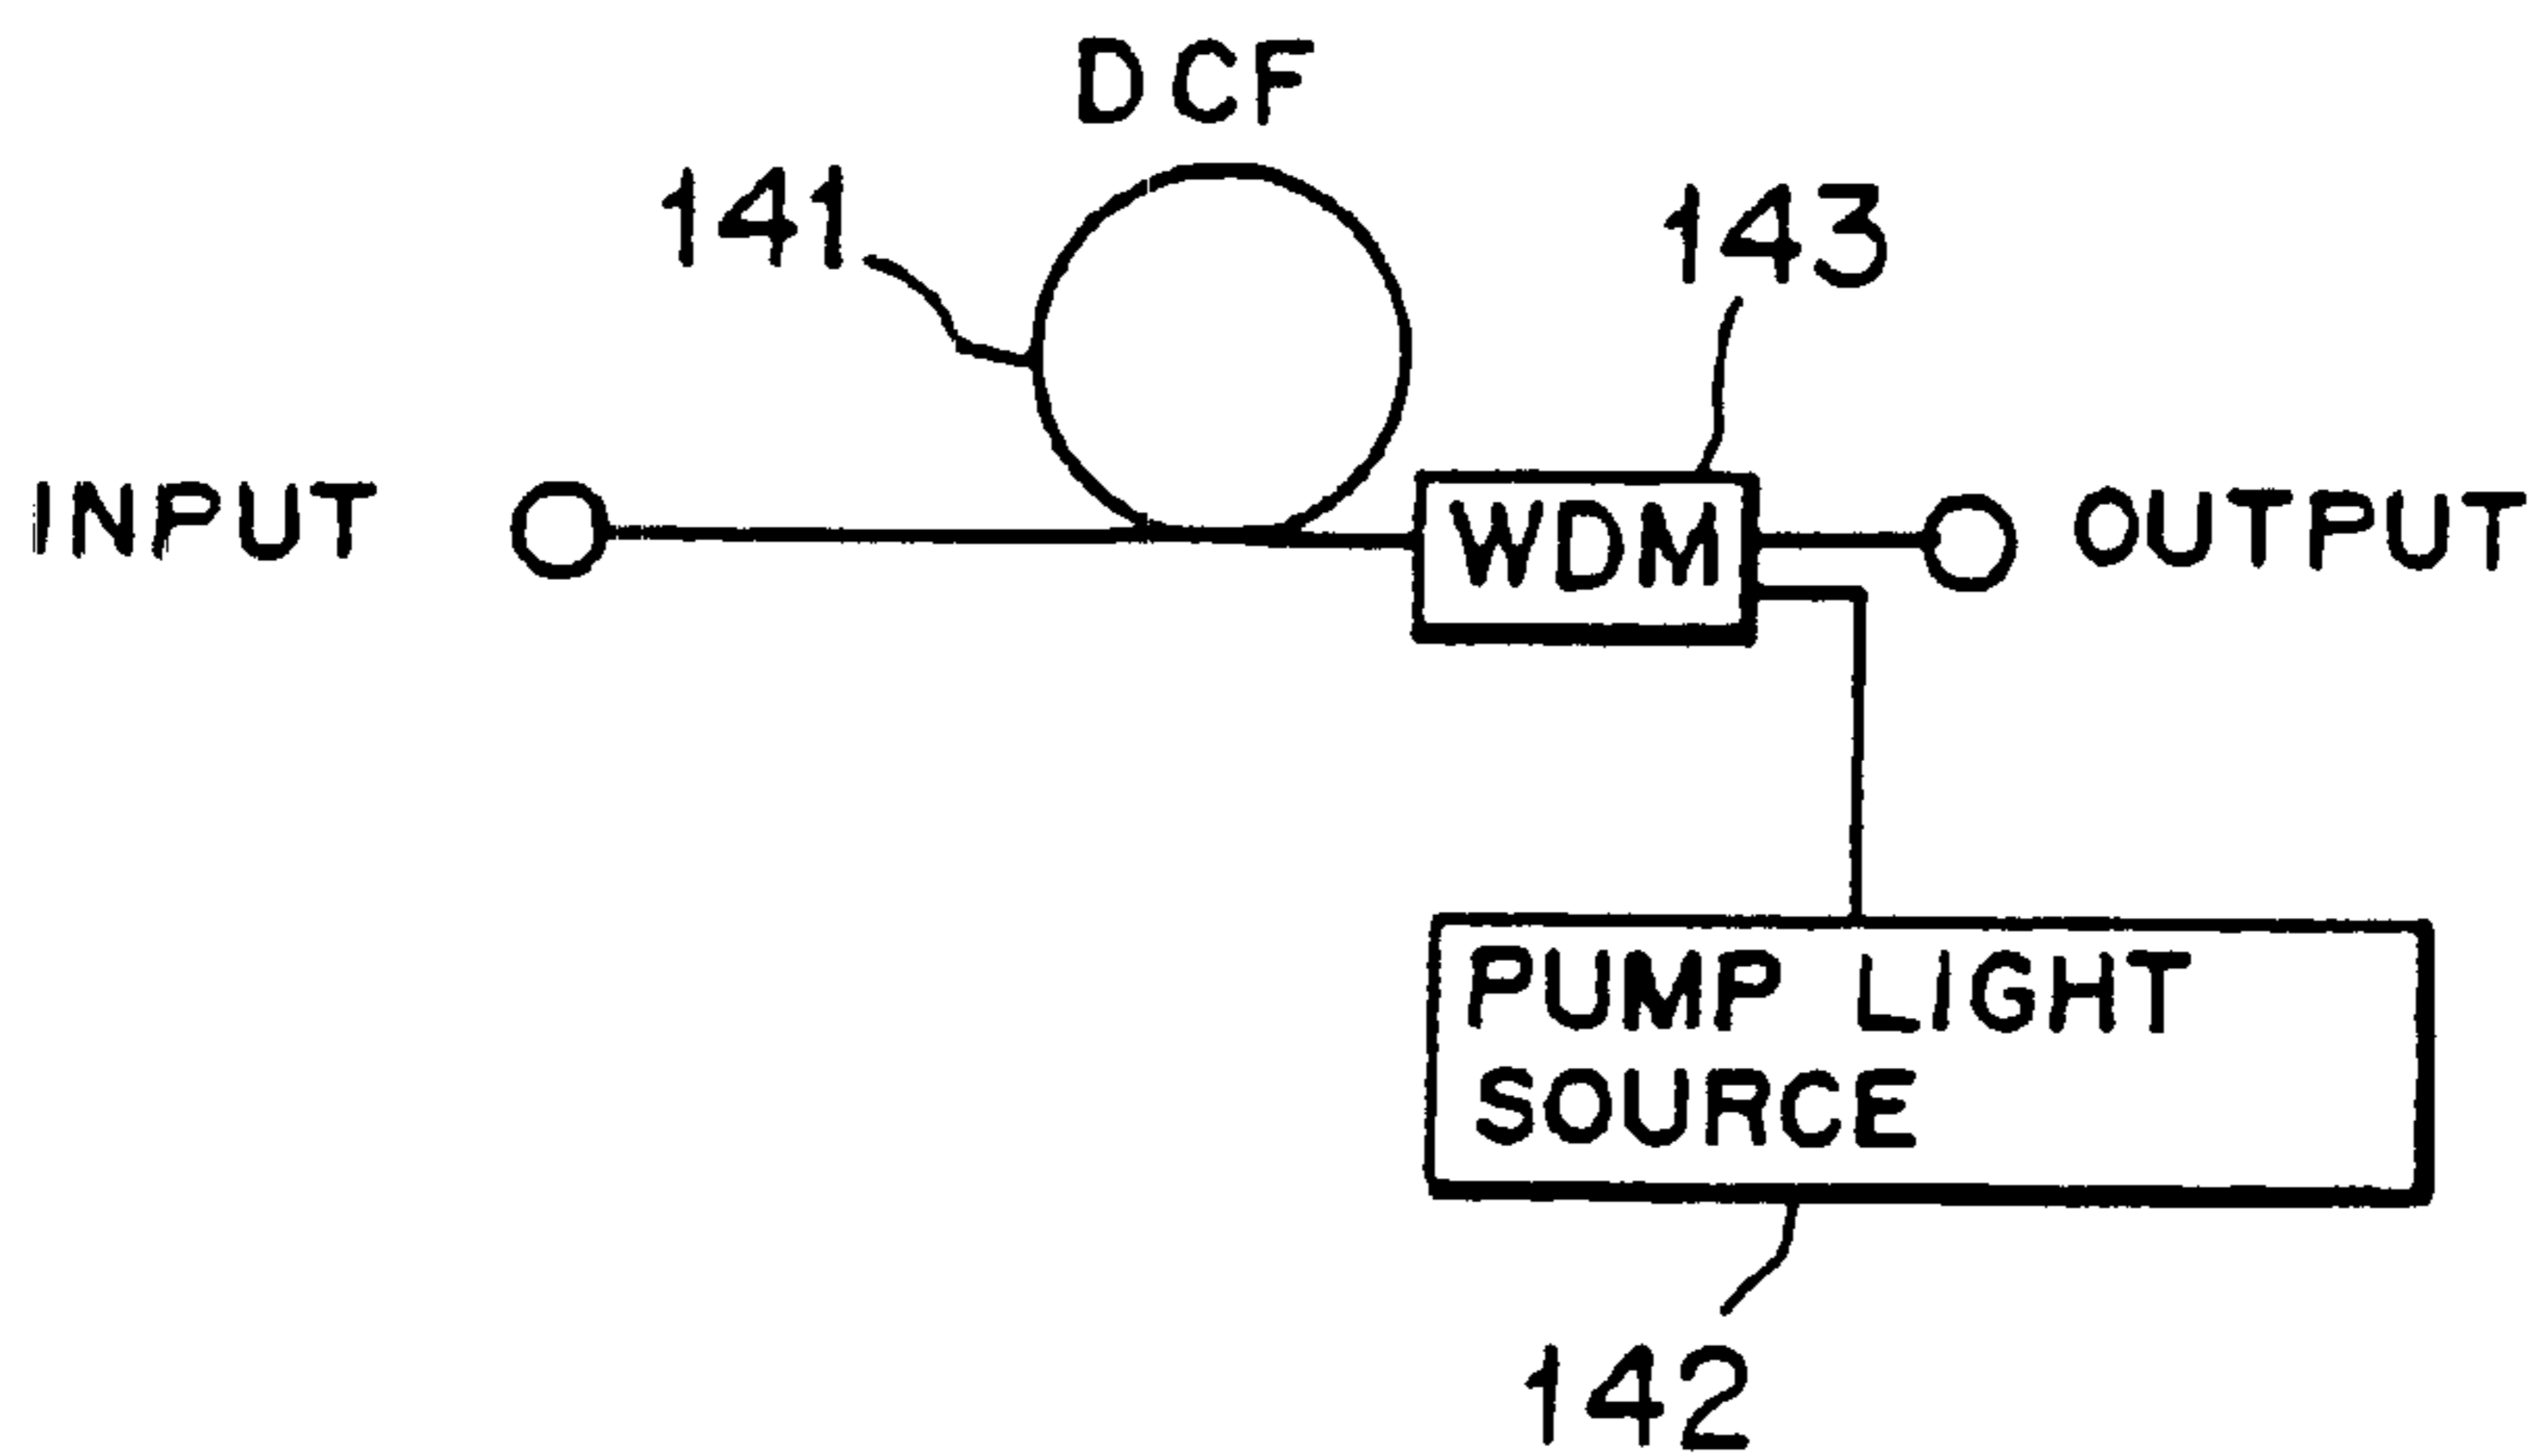 DCF
141
143
INPUT
WDM
OUTPUT
PUMP LIGHT
SOURCE
142